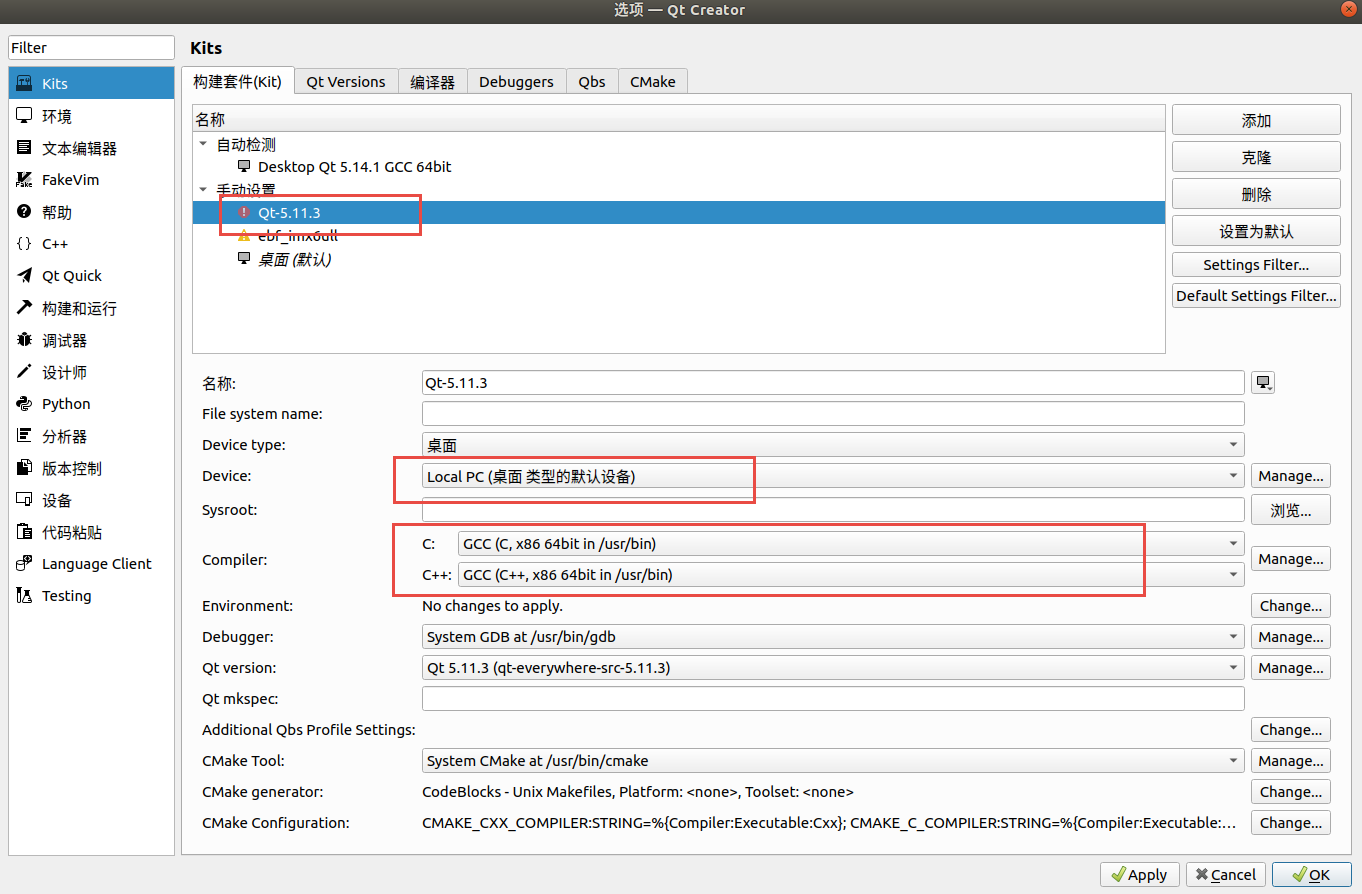 选项 — Qt Creator
Filter
Kits
Kits
环境
文本编辑器
FakeVim
帮助
C++
Qt Quick
构建和运行
调试器
设计师
Python
分析器
版本控制
设备
代码粘贴
Language Client
Testing
构建套件(Kit) Qt Versions 编译器 Debuggers Qbs CMake
名称
自动检测
Desktop Qt 5.14.1 GCC 64bit
手动设置
Qt-5.11.3
ebf_imx6ull
桌面 (默认)
添加
克隆
删除
设置为默认
Settings Filter...
Default Settings Filter...
名称: Qt-5.11.3
File system name:
Device type: 桌面
Device: Local PC (桌面 类型的默认设备) Manage...
Sysroot: 浏览...
Compiler: C: GCC (C, x86 64bit in /usr/bin) Manage...
C++: GCC (C++, x86 64bit in /usr/bin)
Environment: No changes to apply. Change...
Debugger: System GDB at /usr/bin/gdb Manage...
Qt version: Qt 5.11.3 (qt-everywhere-src-5.11.3) Manage...
Qt mkspec:
Additional Qbs Profile Settings: Change...
CMake Tool: System CMake at /usr/bin/cmake Manage...
CMake generator: CodeBlocks - Unix Makefiles, Platform: <none>, Toolset: <none> Change...
CMake Configuration: CMAKE_CXX_COMPILER:STRING=%{Compiler:Executable:Cxx}; CMAKE_C_COMPILER:STRING=%{Compiler:Executable:... Change...
Apply Cancel OK